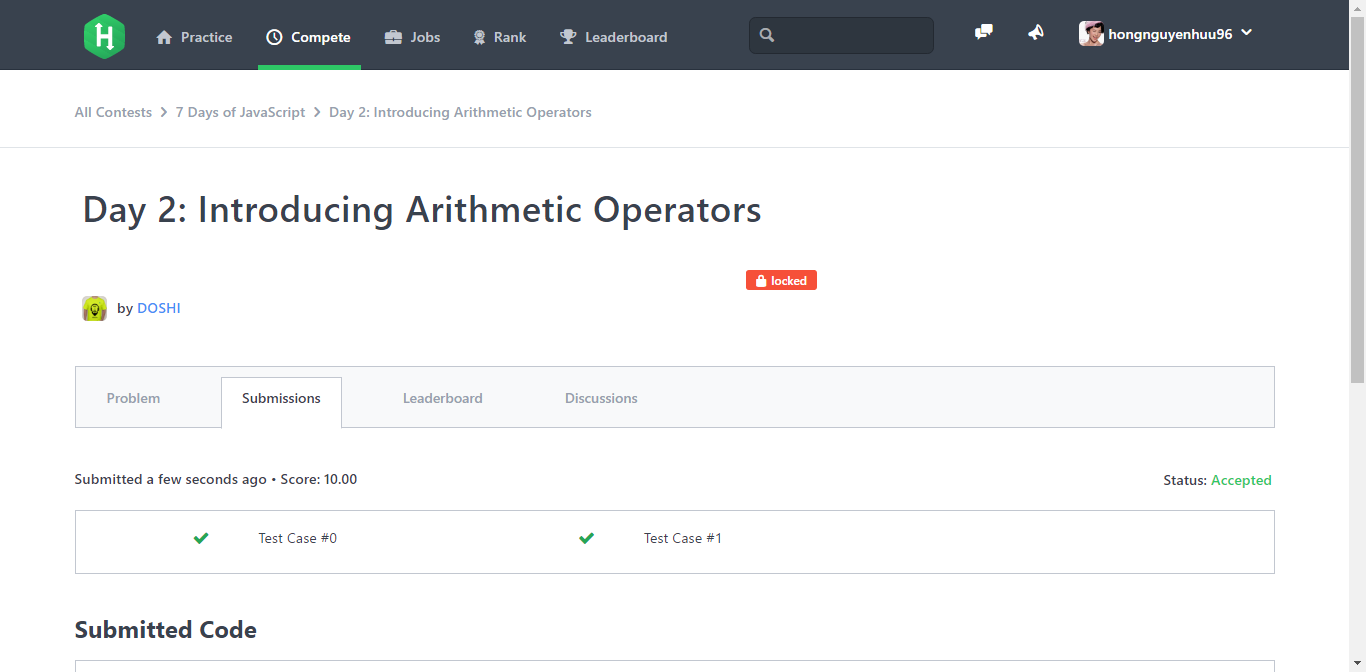 H Practice Compete Jobs Rank Leaderboard hongnguyenhuu96
All Contests > 7 Days of JavaScript > Day 2: Introducing Arithmetic Operators
Day 2: Introducing Arithmetic Operators
locked
by DOSHI
Problem Submissions Leaderboard Discussions
Submitted a few seconds ago • Score: 10.00 Status: Accepted
Test Case #0 Test Case #1
Submitted Code